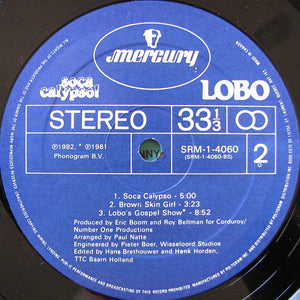 mercury
soca
calypso!
LOBO
STEREO
33 1/3
℗1982. *℗1981
Phonogram B.V.
VINYL
SRM-1-4060
(SRM-1-4060-BS)
2
1. Soca Calypso - 5:00
2. Brown Skin Girl - 3:23
3. Lobo's Gospel Show* - 8:52
Produced by Eric Boom and Roy Beltman for Corduroy/
Number One Productions
Arranged by Paul Natte
Engineered by Pieter Boer, Wisseloord Studios
Edited by Hans Brethouwer and Henk Horden,
TTC Baarn Holland